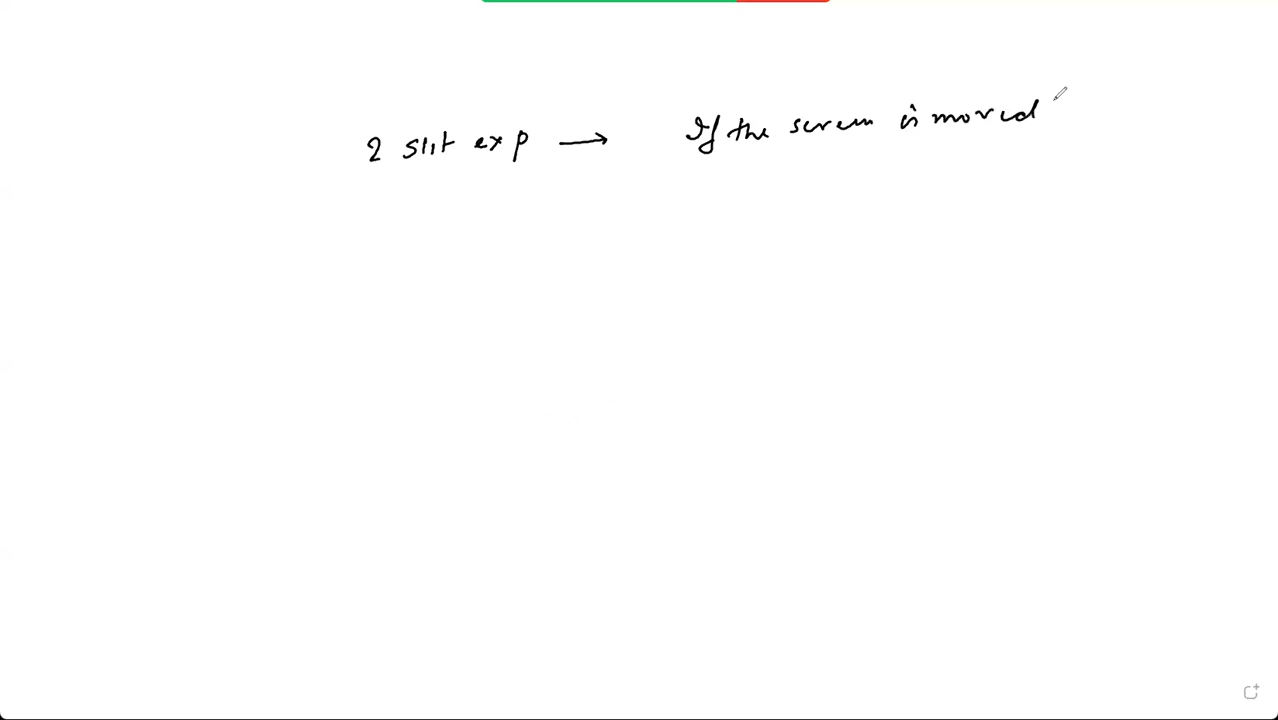 2 slit exp → If the screen is moved